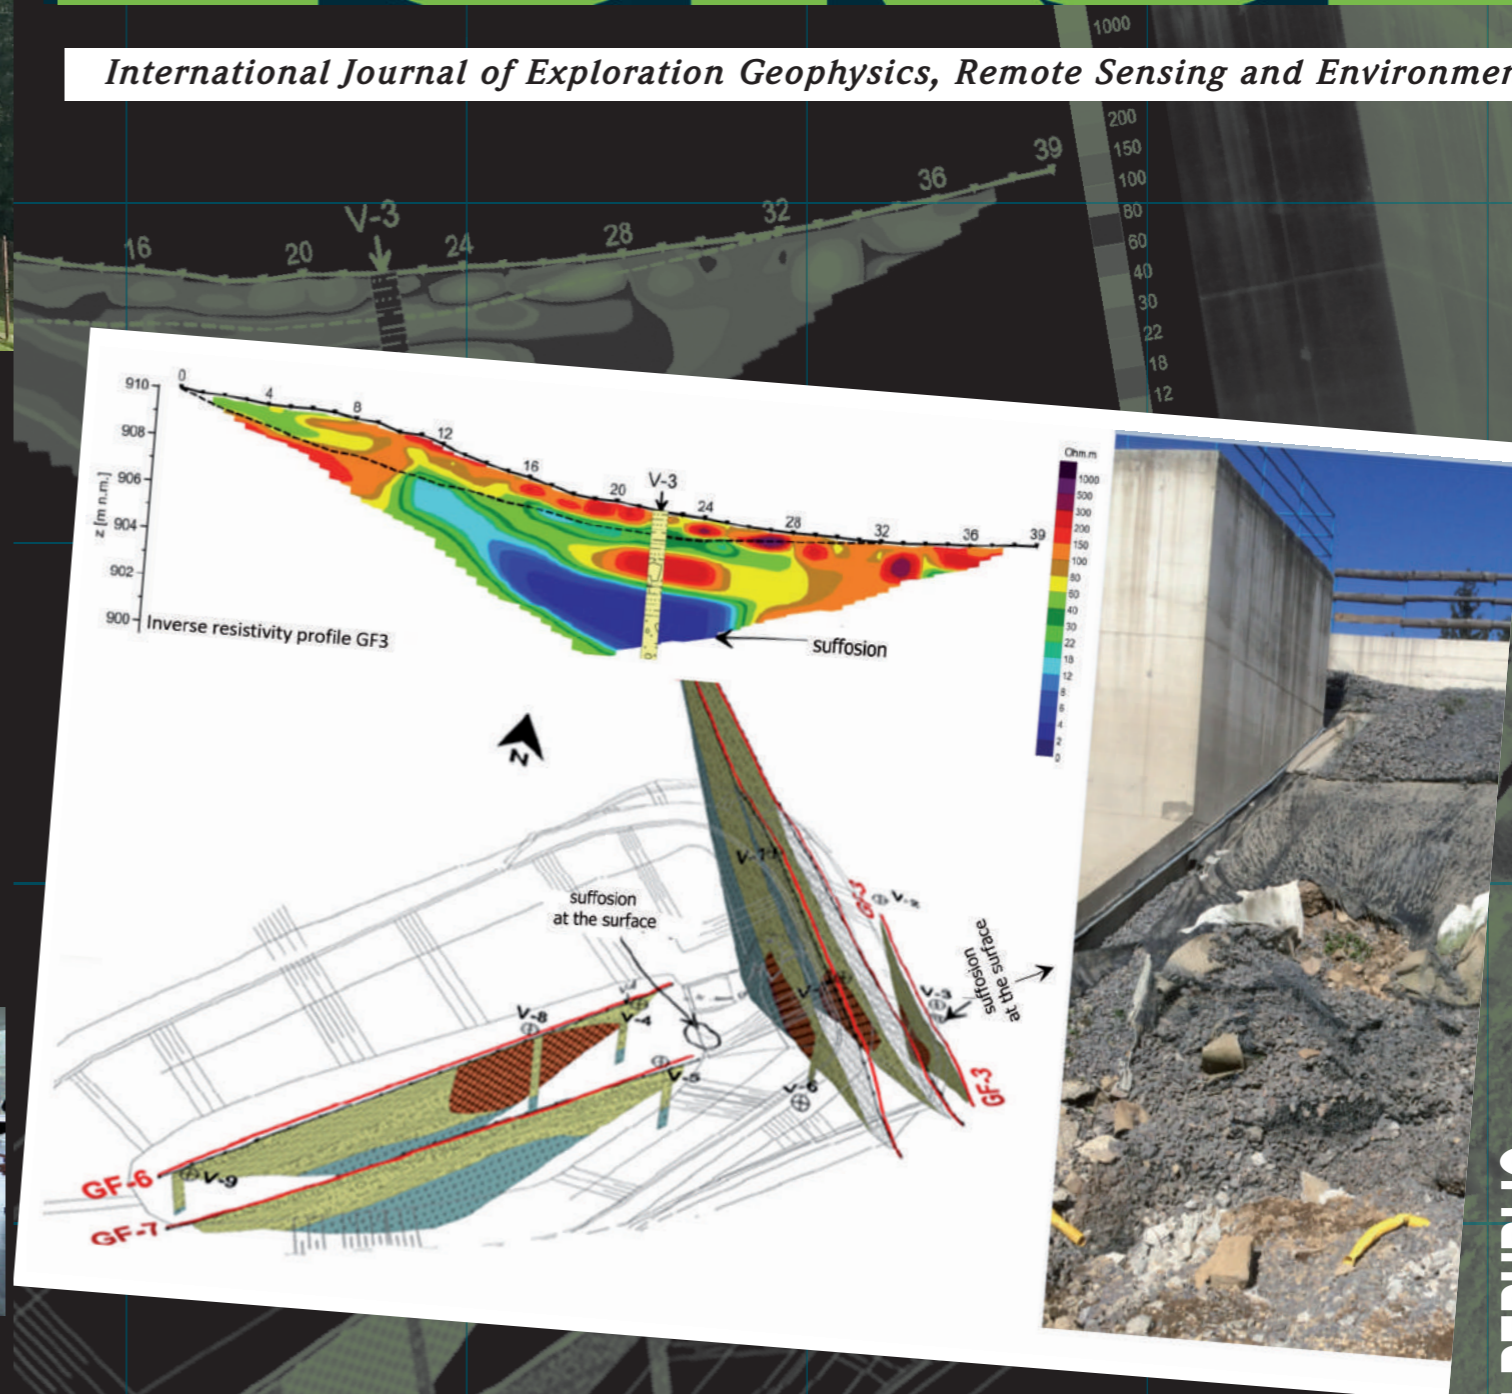 International Journal of Exploration Geophysics, Remote Sensing and Environmen
1000
200
150
100
80
60
40
30
22
18
12
16
20
V-3
24
28
32
36
39
910
908
906
904
902
900
z [m n.m.]
0
4
8
12
16
20
V-3
24
28
32
36
39
Inverse resistivity profile GF3
suffosion
Ohm.m
1000
500
300
200
150
100
80
60
40
30
22
18
12
8
6
4
2
0
N
suffosion
at the surface
V-8
V-4
V-5
V-9
V-6
V-3
GF-3
suffosion
at the surface
GF-6
GF-7